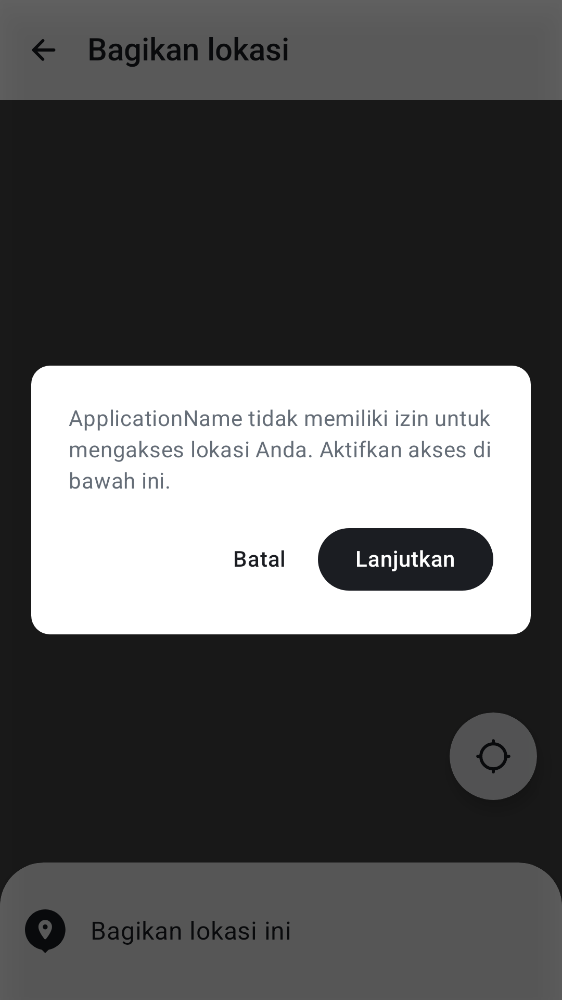 Bagikan lokasi
ApplicationName tidak memiliki izin untuk
mengakses lokasi Anda. Aktifkan akses di
bawah ini.
Batal
Lanjutkan
Bagikan lokasi ini